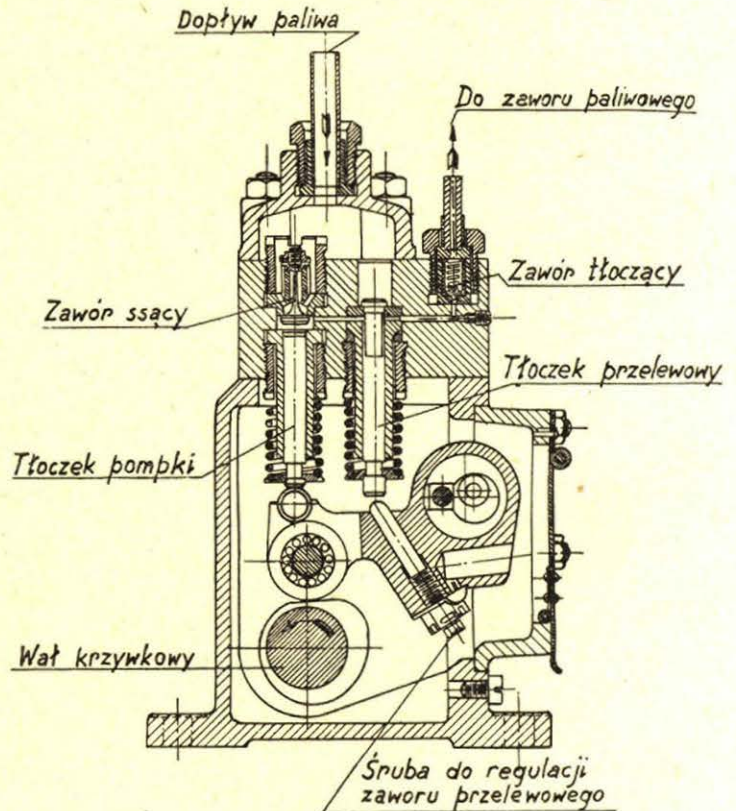 Dopływ paliwa
Do zaworu paliwowego
Zawór tłoczący
Zawór ssący
Tłoczek przelewowy
Tłoczek pompki
Wał krzywkowy
Śruba do regulacji
zaworu przelewowego